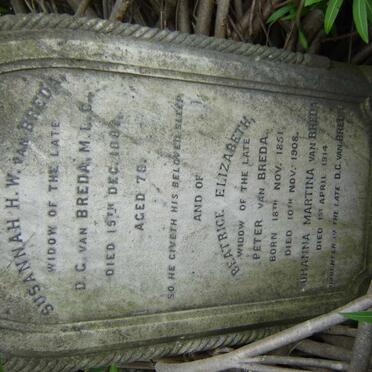 SUSANNAH H. W. VAN BREDA
WIDOW OF THE LATE
D. G. VAN BREDA, M.L.C.
DIED 15TH DEC. 
AGED 78.
SO HE GIVETH HIS BELOVED SLEEP
AND OF
BEATRICE ELIZABETH,
WIDOW OF THE LATE
PETER VAN BREDA.
BORN 18TH NOV. 1851.
DIED 10TH NOV. 1908.
JOHANNA MARTINA VAN BREDA
DIED 1ST APRIL 1914.
DAUGHTER OF THE LATE D.G. VAN BREDA